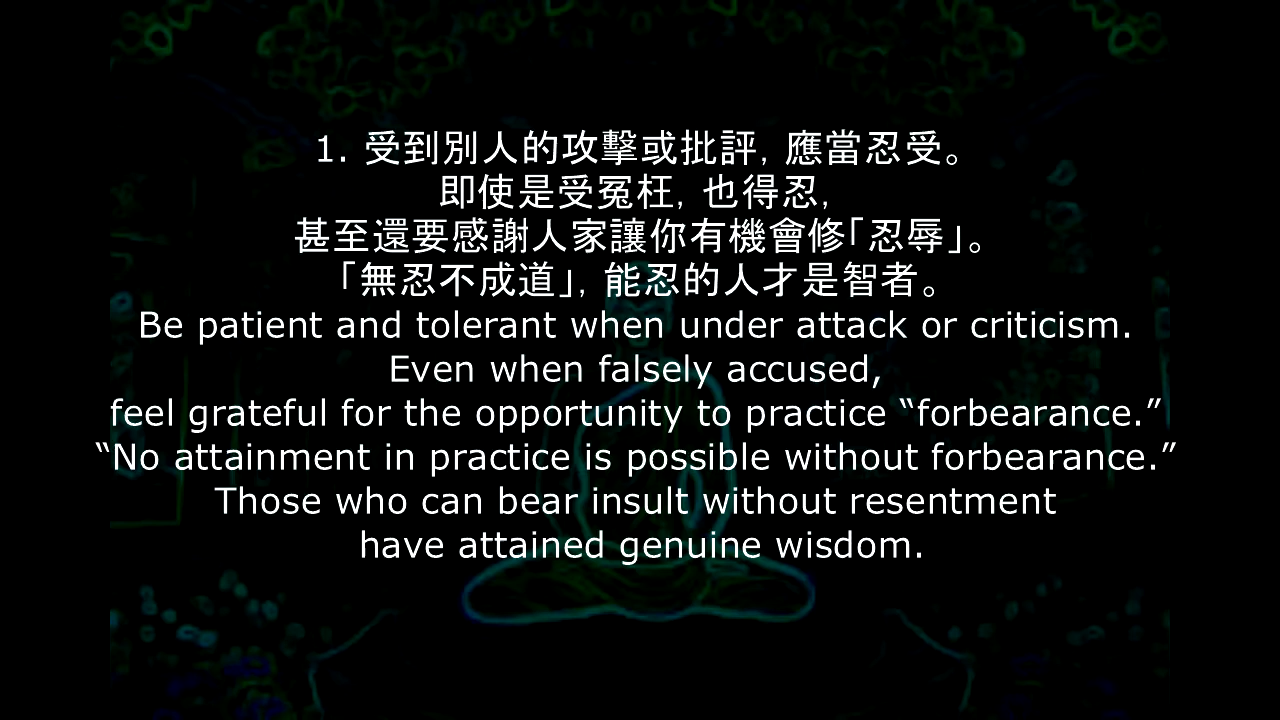 1. 受到別人的攻擊或批評, 應當忍受。
即使是受冤枉, 也得忍,
甚至還要感謝人家讓你有機會修「忍辱」。
「無忍不成道」, 能忍的人才是智者。
Be patient and tolerant when under attack or criticism.
Even when falsely accused,
feel grateful for the opportunity to practice “forbearance.”
“No attainment in practice is possible without forbearance.”
Those who can bear insult without resentment
have attained genuine wisdom.